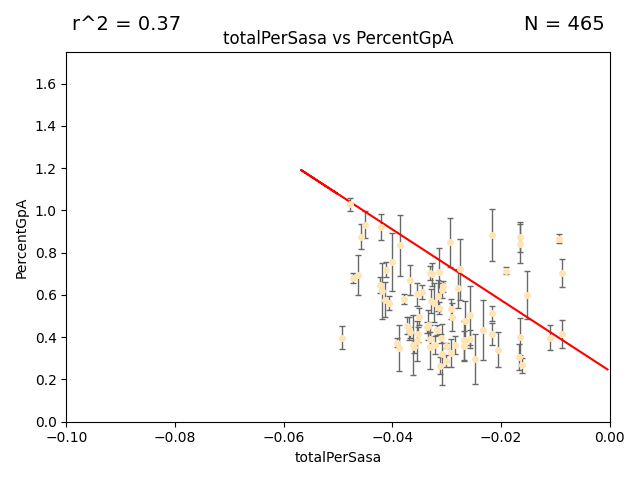 r^2 = 0.37
N = 465
totalPerSasa vs PercentGpA
1.6
1.4
1.2
1.0
0.8
0.6
0.4
0.2
0.0
PercentGpA
−0.10 −0.08 −0.06 −0.04 −0.02 0.00
totalPerSasa